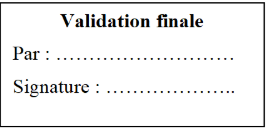 Validation finale
Par : ………………………
Signature : ………………..